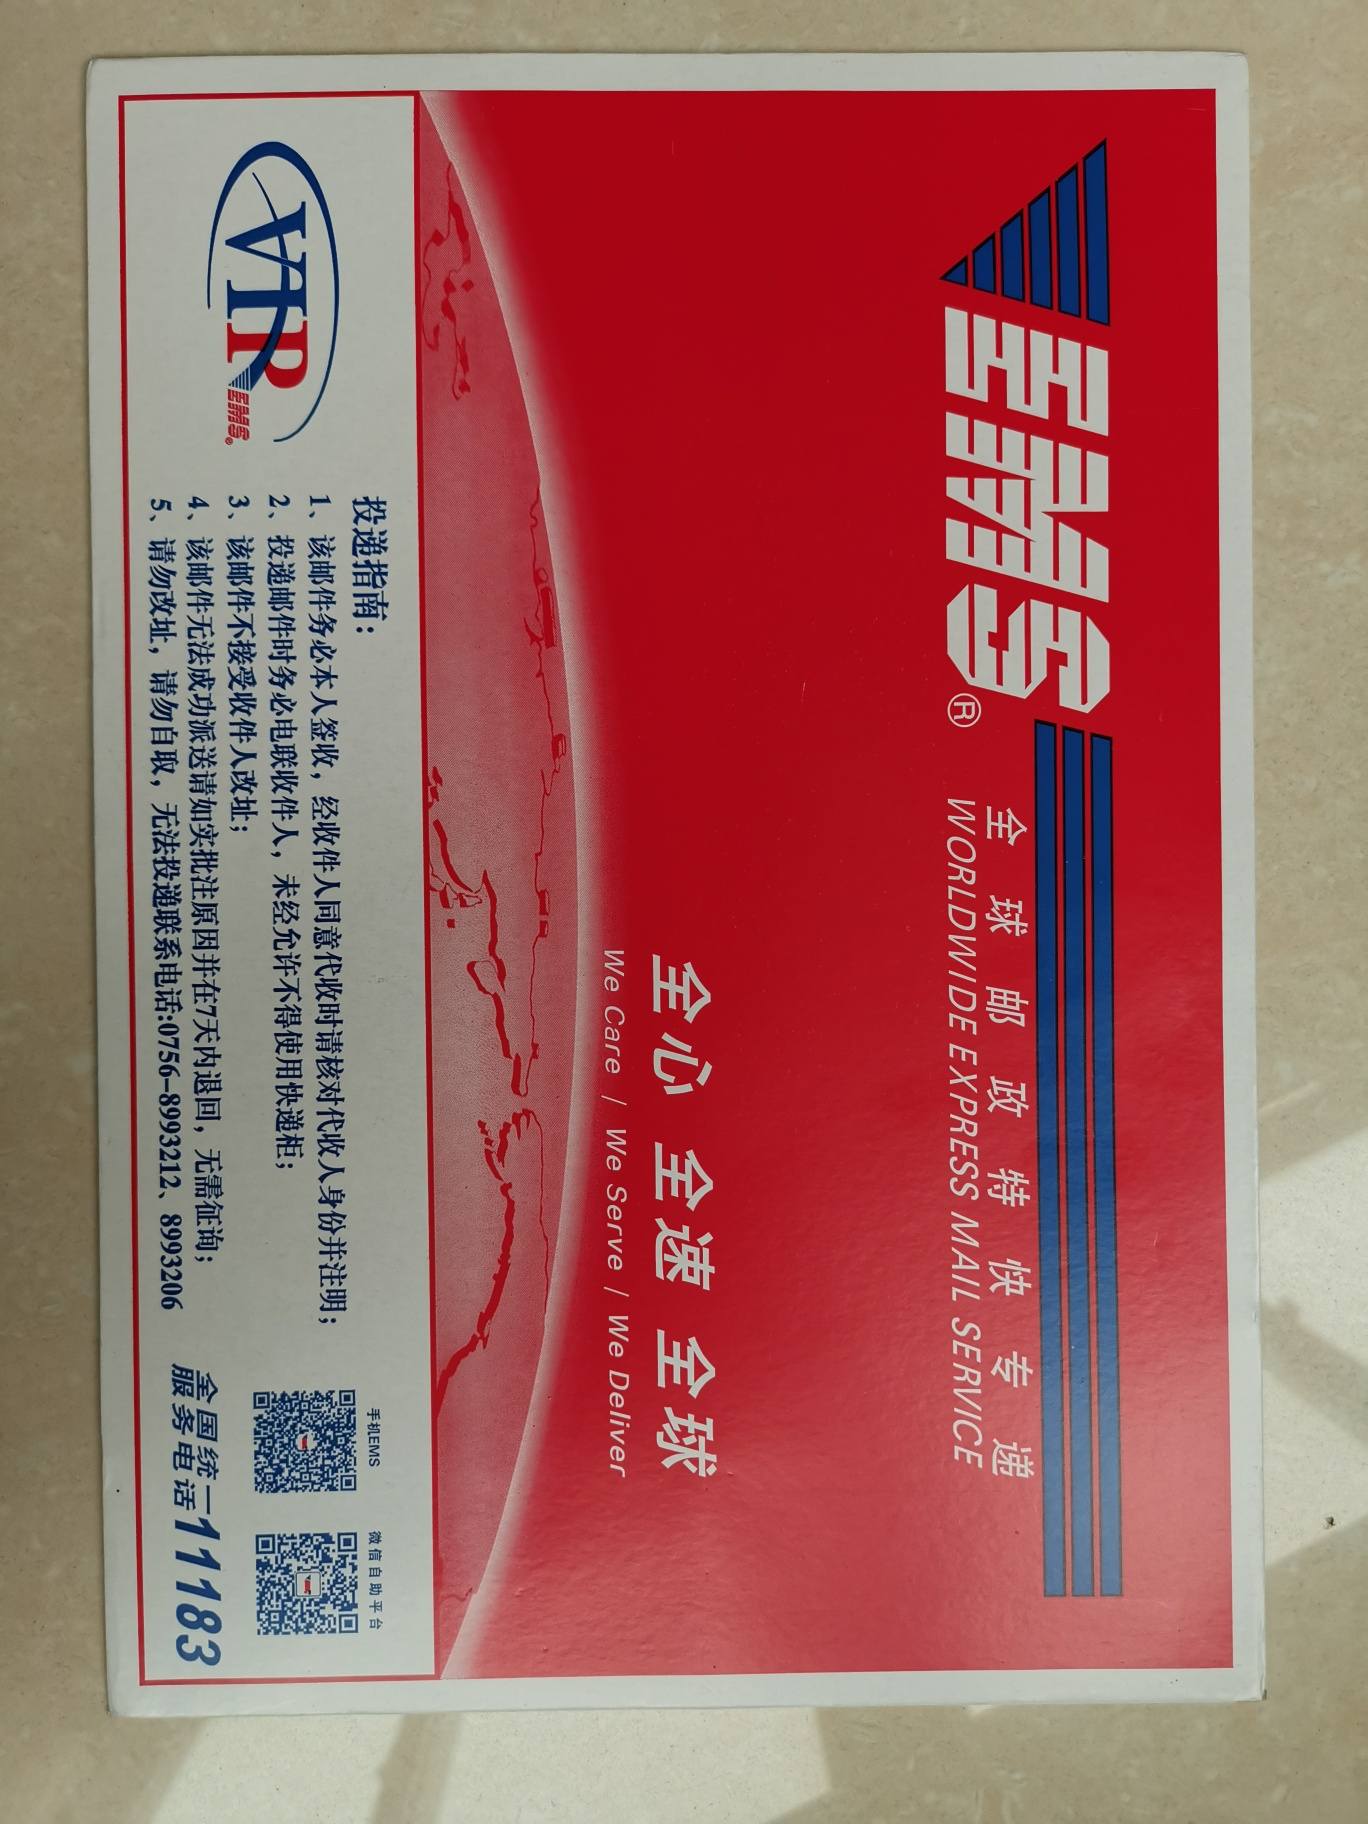 EMS®
全球邮政特快专递
WORLDWIDE EXPRESS MAIL SERVICE
全心 全速 全球
We Care / We Serve / We Deliver
VIP
EMS®
投递指南：
1、该邮件务必本人签收，经收件人同意代收时请核对代收人身份并注明；
2、投递邮件时务必电联收件人，未经允许不得使用快递柜；
3、该邮件不接受收件人改址；
4、该邮件无法成功派送请如实批注原因并在7天内退回，无需征询；
5、请勿改址，请勿自取，无法投递联系电话:0756-8993212、8993206
手机EMS
微信自助平台
全国统一
服务电话11183